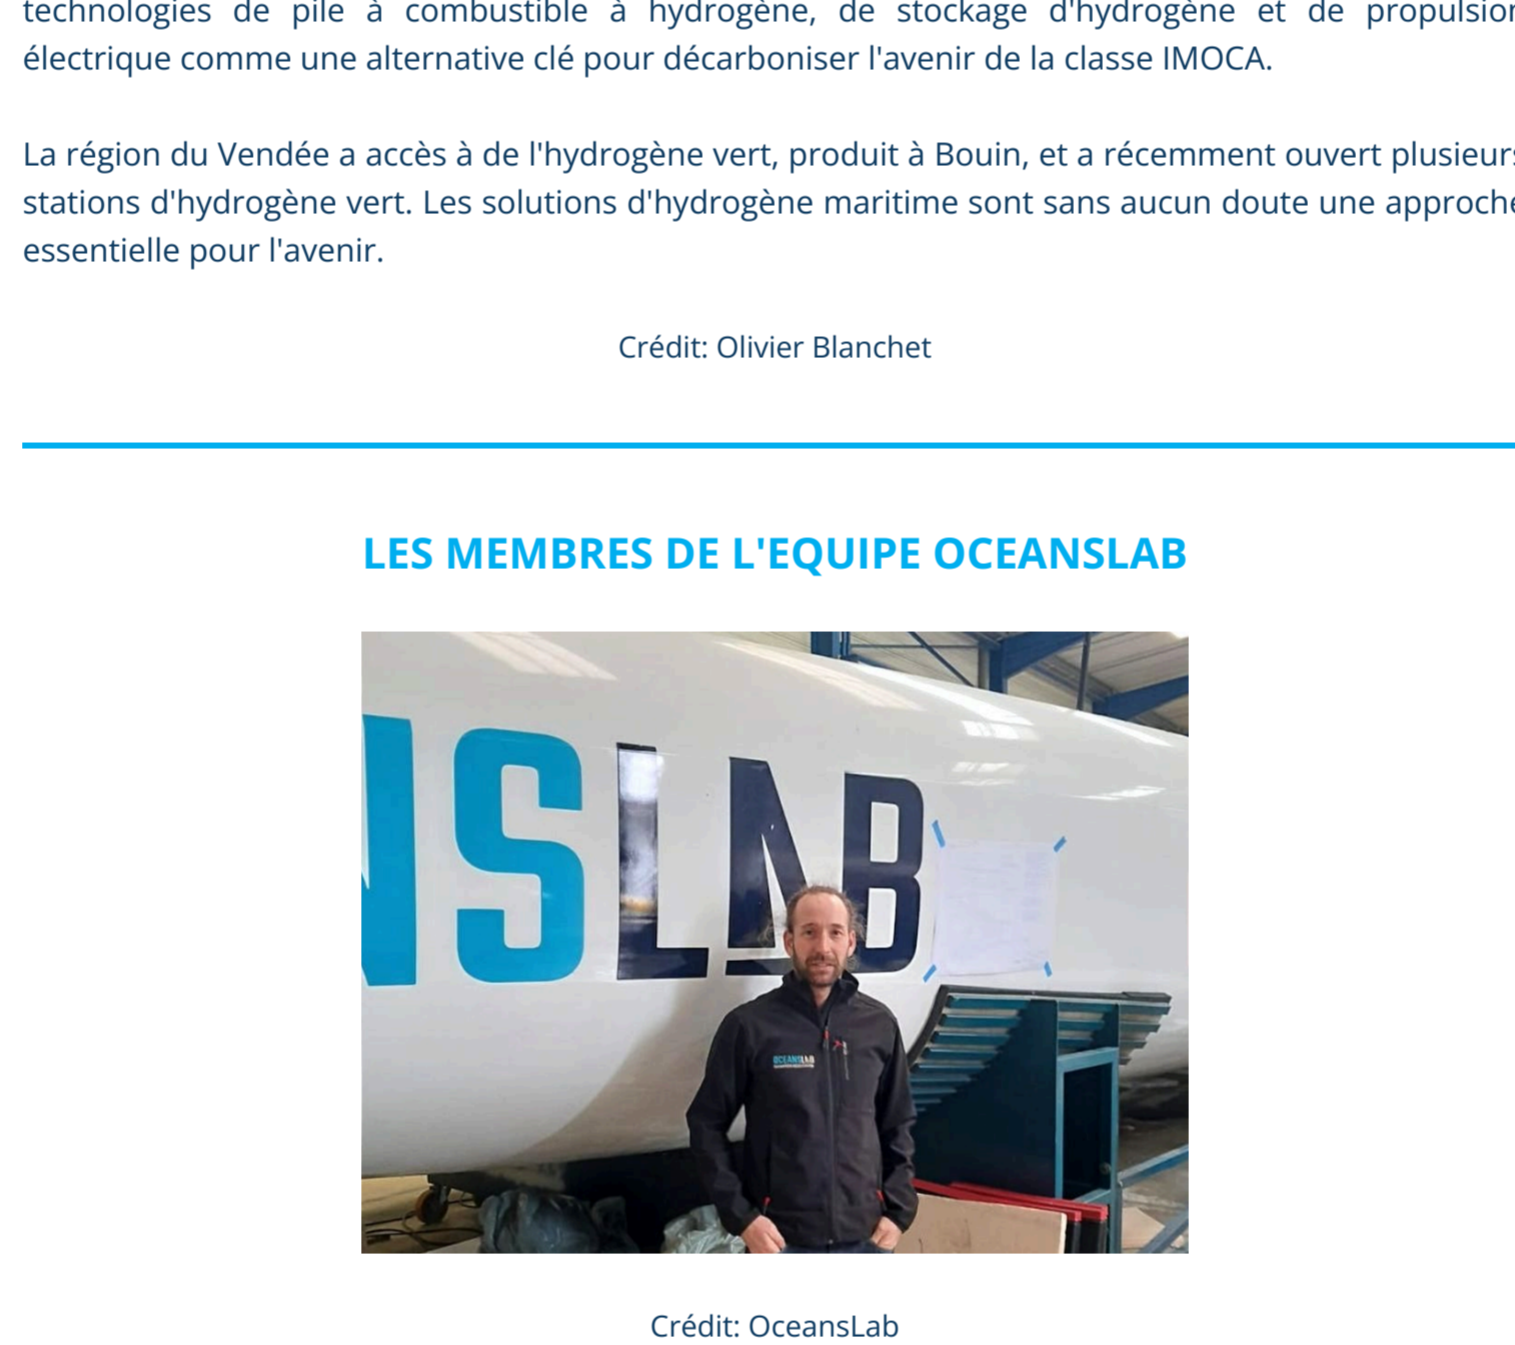 technologies de pile à combustible à hydrogène, de stockage d'hydrogène et de propulsion
électrique comme une alternative clé pour décarboniser l'avenir de la classe IMOCA.
La région du Vendée a accès à de l'hydrogène vert, produit à Bouin, et a récemment ouvert plusieurs
stations d'hydrogène vert. Les solutions d'hydrogène maritime sont sans aucun doute une approche
essentielle pour l'avenir.
Crédit: Olivier Blanchet
LES MEMBRES DE L'EQUIPE OCEANSLAB
NSLAB
OCEANSLAB
Crédit: OceansLab